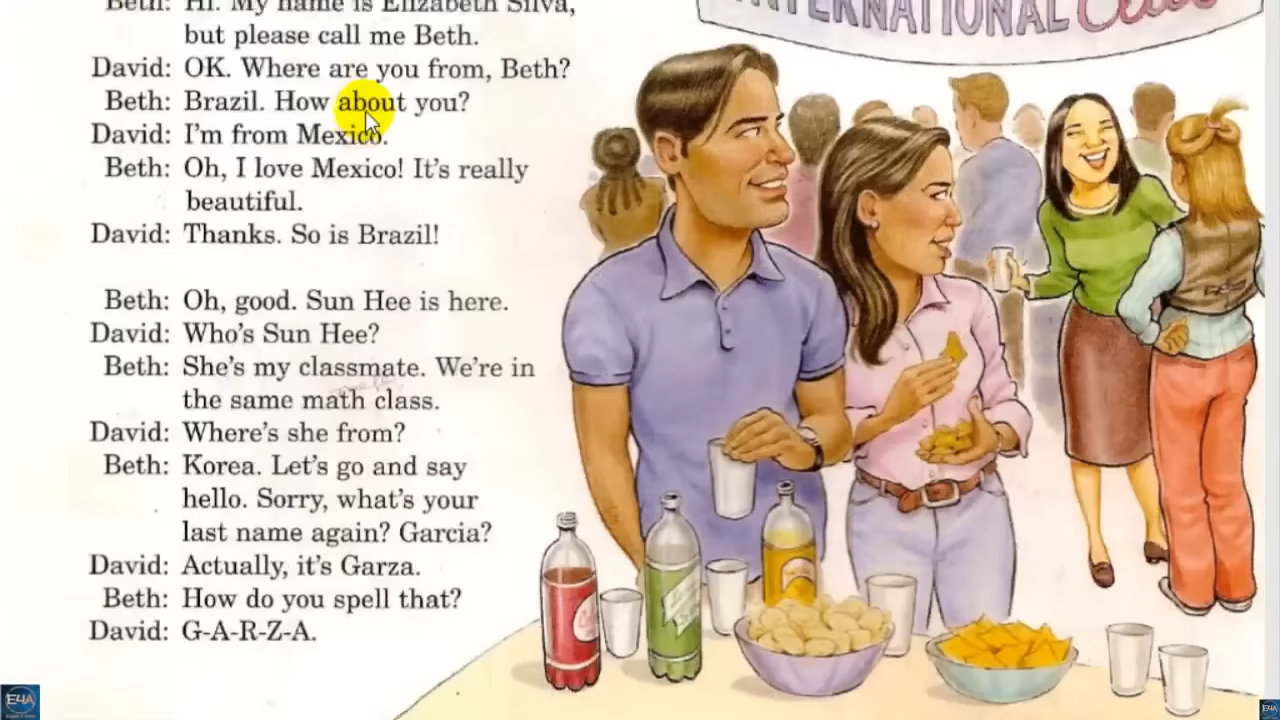 Beth: Hi. My name is Elizabeth Silva,
but please call me Beth.
David: OK. Where are you from, Beth?
Beth: Brazil. How about you?
David: I'm from Mexico.
Beth: Oh, I love Mexico! It's really
beautiful.
David: Thanks. So is Brazil!
Beth: Oh, good. Sun Hee is here.
David: Who's Sun Hee?
Beth: She's my classmate. We're in
the same math class.
David: Where's she from?
Beth: Korea. Let's go and say
hello. Sorry, what's your
last name again? Garcia?
David: Actually, it's Garza.
Beth: How do you spell that?
David: G-A-R-Z-A.
INTERNATIONAL Club
E4A
E4A